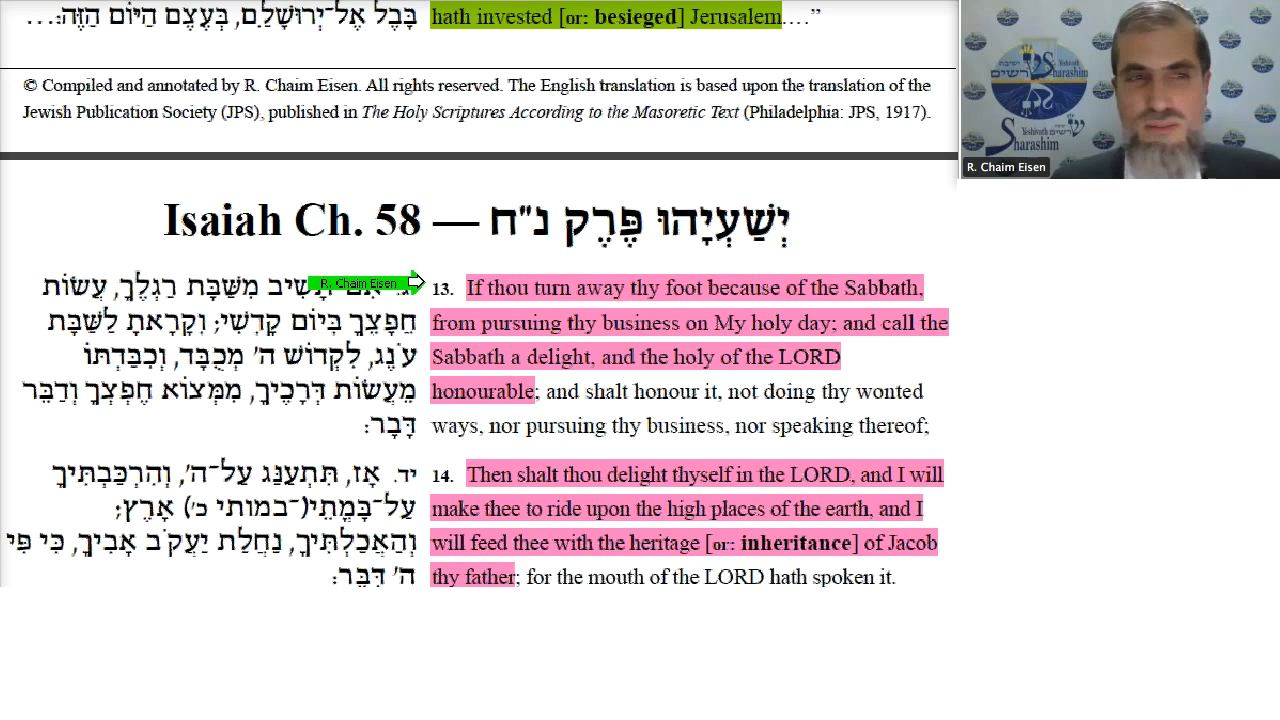 בָּבֶל אֶל־יְרוּשָׁלַ‍ִם, בְּעֶצֶם הַיּוֹם הַזֶּה:...
hath invested [or: besieged] Jerusalem....”
© Compiled and annotated by R. Chaim Eisen. All rights reserved. The English translation is based upon the translation of the
Jewish Publication Society (JPS), published in The Holy Scriptures According to the Masoretic Text (Philadelphia: JPS, 1917).
Yeshivath Sharashim
R. Chaim Eisen
Isaiah Ch. 58 — יְשַׁעְיָהוּ פֶּרֶק נ"ח
R. Chaim Eisen
תָּשִׁיב מִשַּׁבָּת רַגְלֶךָ, עֲשׂוֹת
חֲפָצֶךָ בְּיוֹם קָדְשִׁי; וְקָרָאתָ לַשַּׁבָּת
עֹנֶג, לִקְדוֹשׁ ה' מְכֻבָּד, וְכִבַּדְתּוֹ
מֵעֲשׂוֹת דְּרָכֶיךָ, מִמְּצוֹא חֶפְצְךָ וְדַבֵּר
דָּבָר:
13. If thou turn away thy foot because of the Sabbath,
from pursuing thy business on My holy day; and call the
Sabbath a delight, and the holy of the LORD
honourable; and shalt honour it, not doing thy wonted
ways, nor pursuing thy business, nor speaking thereof;
יד. אָז, תִּתְעַנַּג עַל־ה', וְהִרְכַּבְתִּיךָ
עַל־בָּמֳתֵי(־במותי כ') אָרֶץ;
וְהַאֲכַלְתִּיךָ, נַחֲלַת יַעֲקֹב אָבִיךָ, כִּי פִּי
ה' דִּבֵּר:
14. Then shalt thou delight thyself in the LORD, and I will
make thee to ride upon the high places of the earth, and I
will feed thee with the heritage [or:: inheritance] of Jacob
thy father; for the mouth of the LORD hath spoken it.